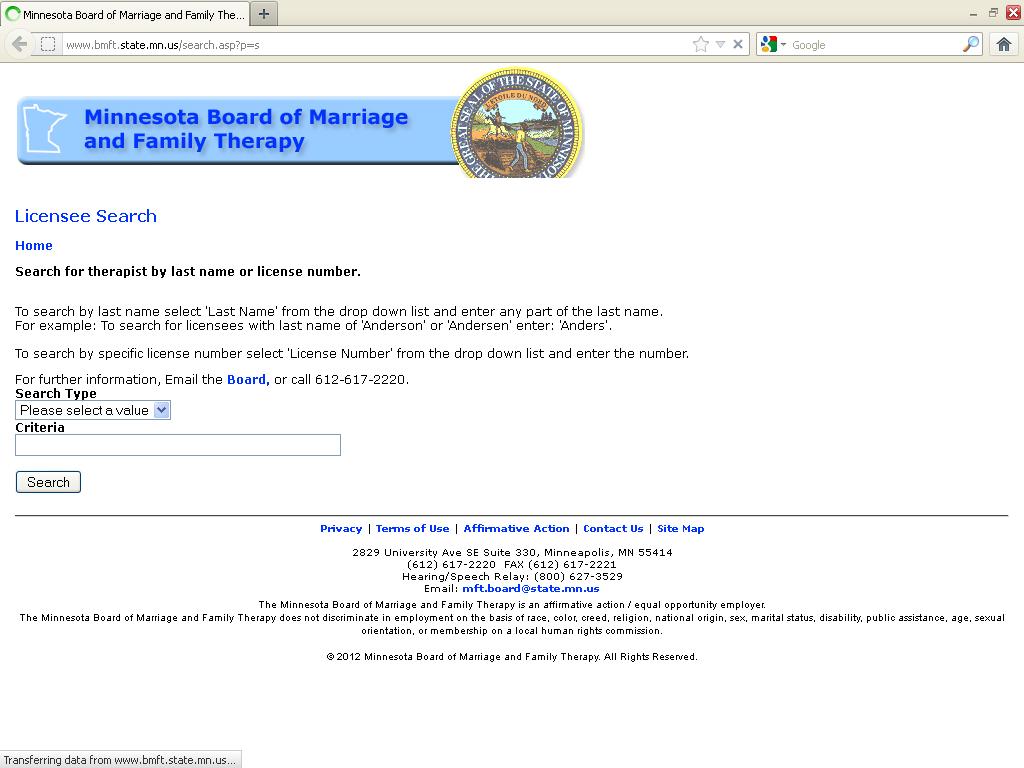 Minnesota Board of Marriage and Family The...
www.bmft.state.mn.us/search.asp?p=s
Google
Minnesota Board of Marriage
and Family Therapy
THE GREAT SEAL OF THE STATE OF MINNESOTA
L'ETOILE DU NORD
Licensee Search
Home
Search for therapist by last name or license number.
To search by last name select 'Last Name' from the drop down list and enter any part of the last name.
For example: To search for licensees with last name of 'Anderson' or 'Andersen' enter: 'Anders'.
To search by specific license number select 'License Number' from the drop down list and enter the number.
For further information, Email the Board, or call 612-617-2220.
Search Type
Please select a value
Criteria
Search
Privacy | Terms of Use | Affirmative Action | Contact Us | Site Map
2829 University Ave SE Suite 330, Minneapolis, MN 55414
(612) 617-2220 FAX (612) 617-2221
Hearing/Speech Relay: (800) 627-3529
Email: mft.board@state.mn.us
The Minnesota Board of Marriage and Family Therapy is an affirmative action / equal opportunity employer.
The Minnesota Board of Marriage and Family Therapy does not discriminate in employment on the basis of race, color, creed, religion, national origin, sex, marital status, disability, public assistance, age, sexual
orientation, or membership on a local human rights commission.
© 2012 Minnesota Board of Marriage and Family Therapy. All Rights Reserved.
Transferring data from www.bmft.state.mn.us...